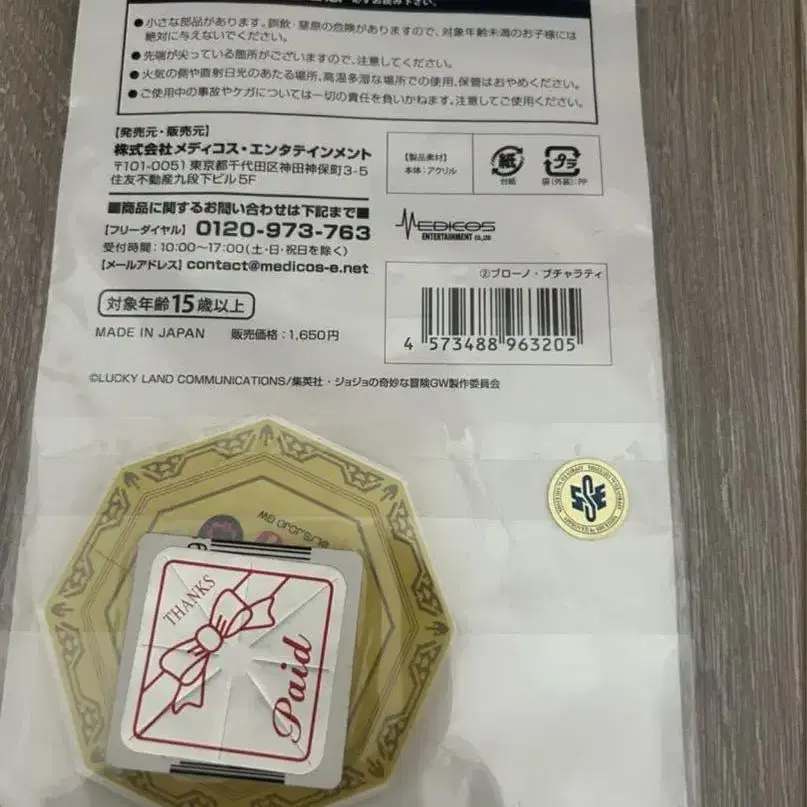 ●小さな部品があります。誤飲・窒息の危険がありますので、対象年齢未満のお子様には
絶対に与えないでください。
●先端が尖っている箇所がございますので、注意してください。
●火気の側や直射日光のあたる場所、高温多湿な場所での使用、保管はおやめください。
●ご使用中の事故やケガについては一切の責任を負いかねます。注意してご使用ください。
【発売元・販売元】
株式会社メディコス・エンタテインメント
〒101-0051 東京都千代田区神田神保町3-5
住友不動産九段下ビル5F
■商品に関するお問い合わせは下記まで■
【フリーダイヤル】 0120-973-763
受付時間:10:00〜17:00(土・日・祝日を除く)
【メールアドレス】contact@medicos-e.net
対象年齢15歳以上
MADE IN JAPAN 販売価格:1,650円
【製品素材】
本体:アクリル
紙
台紙
プラ
袋(外装):PP
MEDICOS
ENTERTAINMENT CO.,LTD
②ブローノ・ブチャラティ
4 573488 963205
©LUCKY LAND COMMUNICATIONS/集英社・ジョジョの奇妙な冒険GW製作委員会
THANKS
Paid